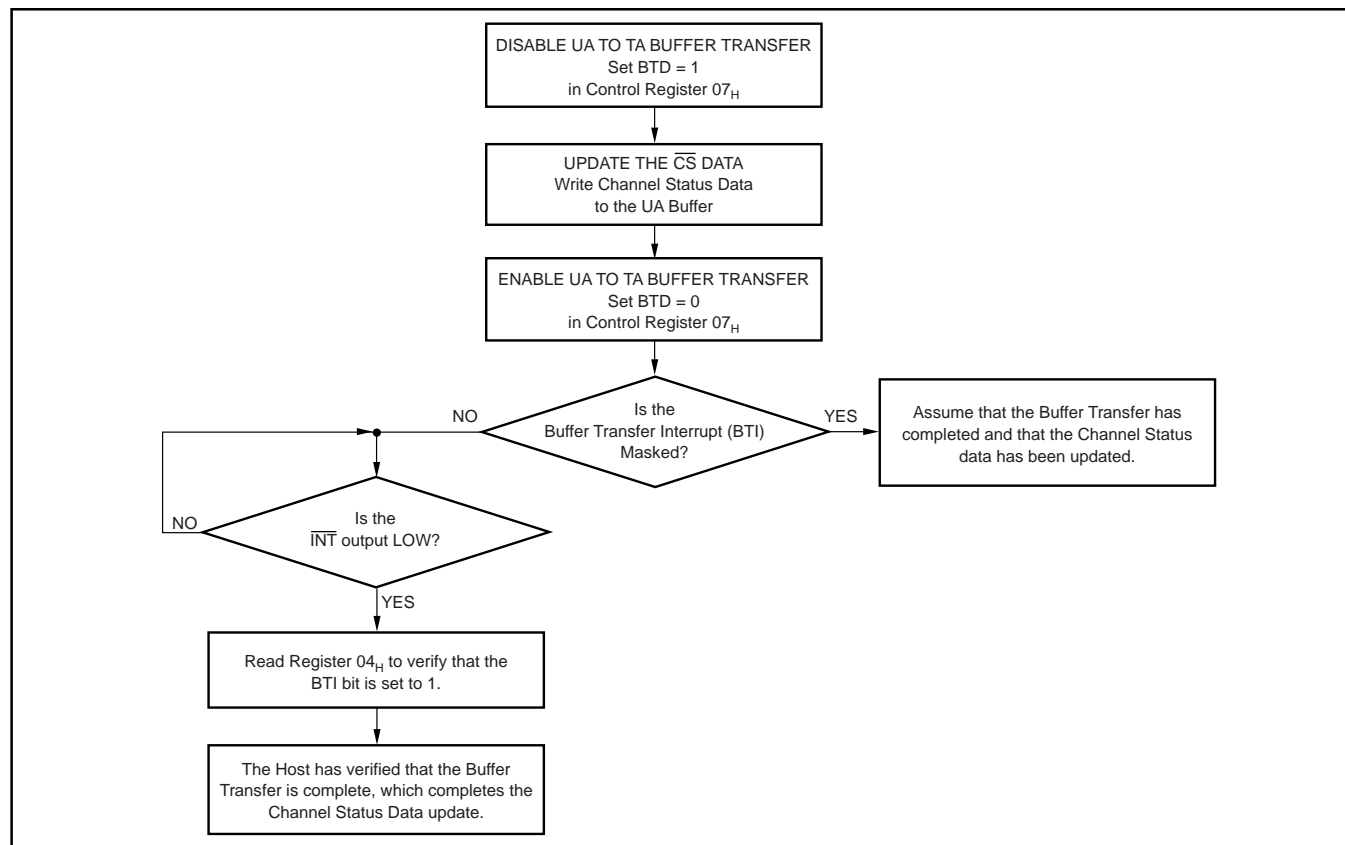 DISABLE UA TO TA BUFFER TRANSFER
Set BTD = 1
in Control Register 07H
UPDATE THE C̅S̅ DATA
Write Channel Status Data
to the UA Buffer
ENABLE UA TO TA BUFFER TRANSFER
Set BTD = 0
in Control Register 07H
Is the
Buffer Transfer Interrupt (BTI)
Masked?
NO
YES
Assume that the Buffer Transfer has
completed and that the Channel Status
data has been updated.
Is the
I̅N̅T̅ output LOW?
NO
YES
Read Register 04H to verify that the
BTI bit is set to 1.
The Host has verified that the Buffer
Transfer is complete, which completes the
Channel Status Data update.